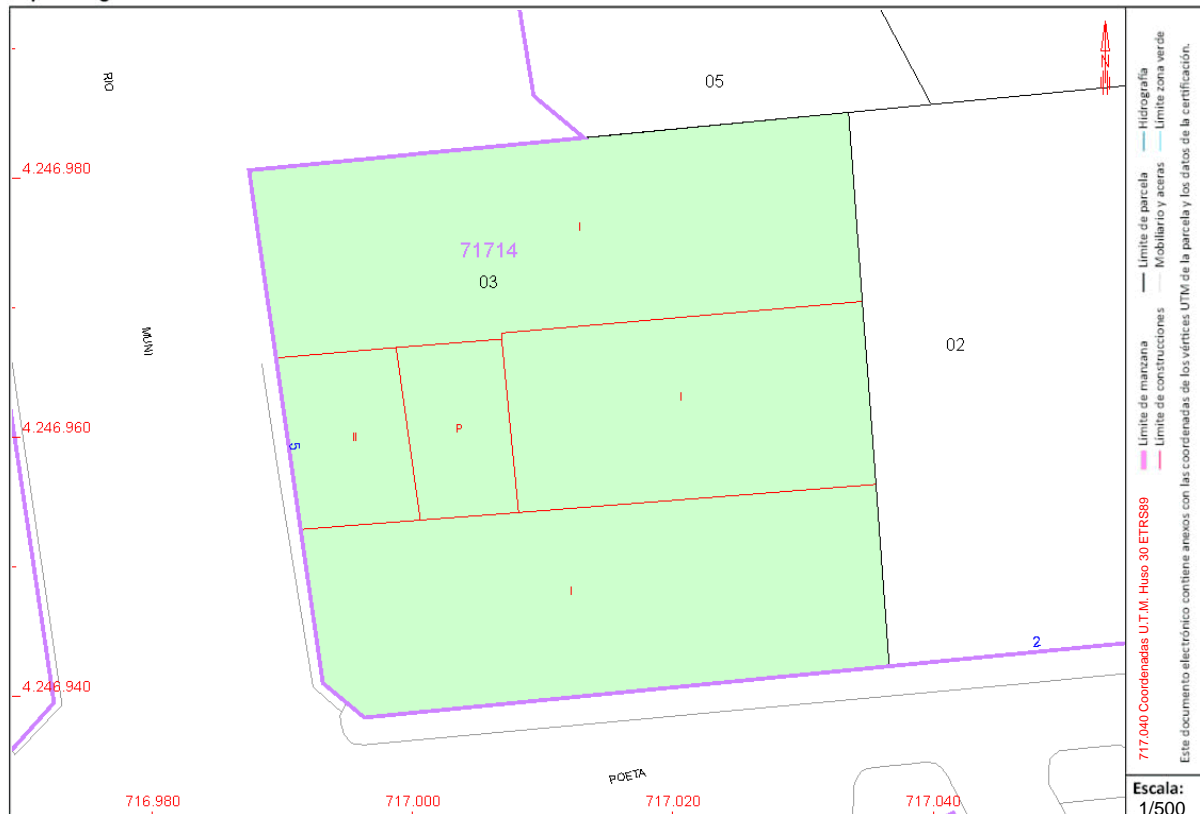 RIO
05
4.246.980
I
71714
03
MUNI
02
I
4.246.960
II
P
5
I
4.246.940
2
POETA
716.980
717.000
717.020
717.040
N
Hidrografía
Límite zona verde
Límite de parcela
Mobiliario y aceras
Límite de manzana
Límite de construcciones
717.040 Coordenadas U.T.M. Huso 30 ETRS89
Este documento electrónico contiene anexos con las coordenadas de los vértices UTM de la parcela y los datos de la certificación.
Escala:
1/500